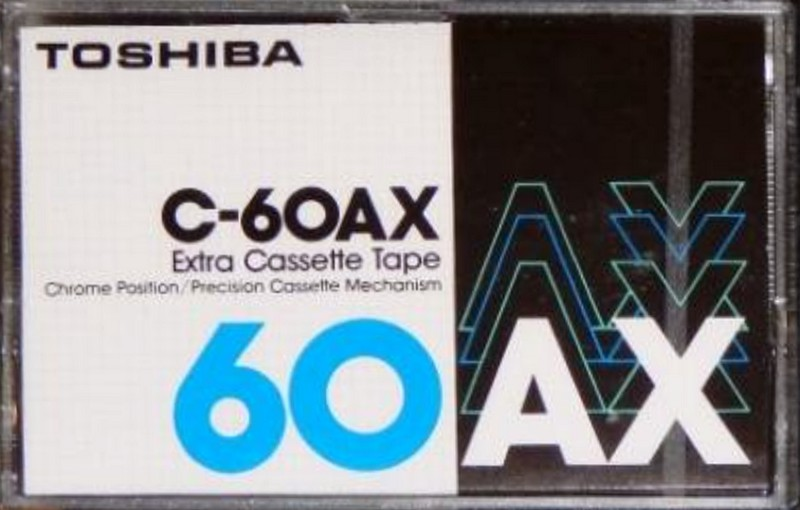 TOSHIBA
C-60AX
Extra Cassette Tape
Chrome Position/Precision Cassette Mechanism
60 AX